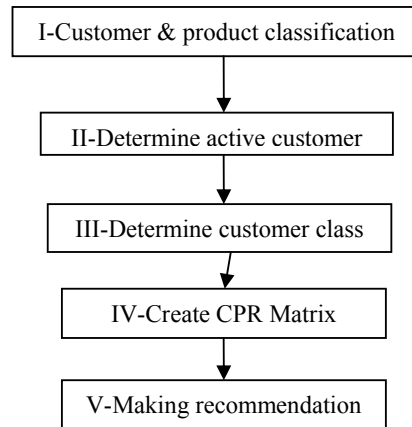 I-Customer & product classification
II-Determine active customer
III-Determine customer class
IV-Create CPR Matrix
V-Making recommendation